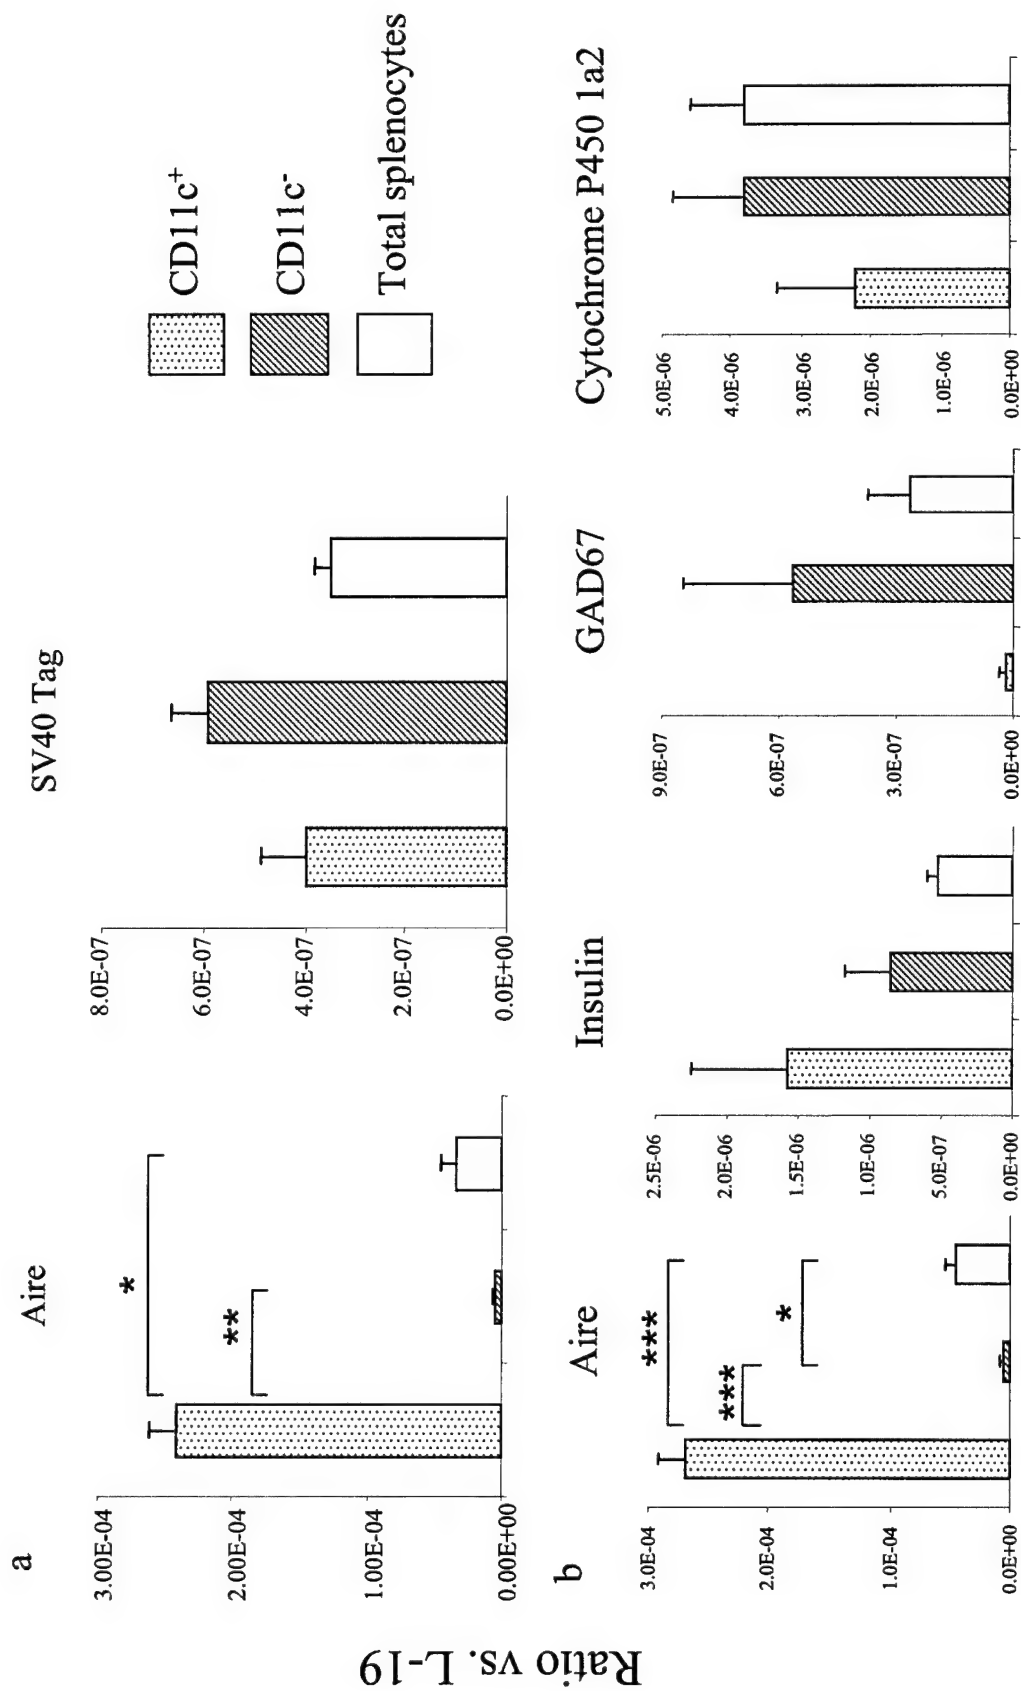 a
Aire
*
**
3.00E-04
2.00E-04
1.00E-04
0.00E+00
SV40 Tag
8.0E-07
6.0E-07
4.0E-07
2.0E-07
0.0E+00
CD11c+
CD11c-
Total splenocytes
Ratio vs. L-19
b
Aire
***
***
*
3.0E-04
2.0E-04
1.0E-04
0.0E+00
Insulin
2.5E-06
2.0E-06
1.5E-06
1.0E-06
5.0E-07
0.0E+00
GAD67
9.0E-07
6.0E-07
3.0E-07
0.0E+00
Cytochrome P450 1a2
5.0E-06
4.0E-06
3.0E-06
2.0E-06
1.0E-06
0.0E+00